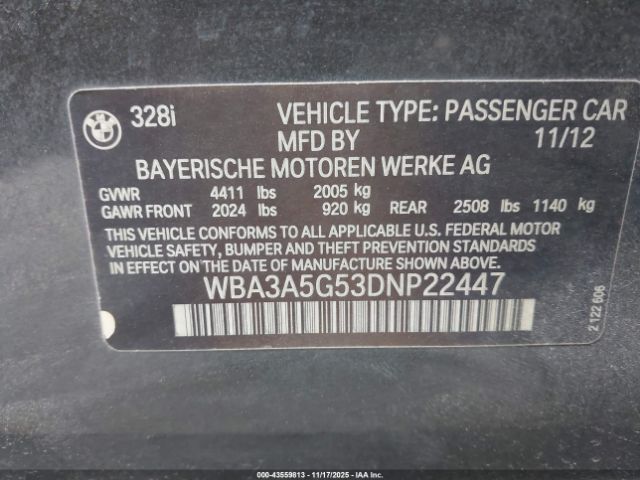 BMW
328i VEHICLE TYPE: PASSENGER CAR
MFD BY 11/12
BAYERISCHE MOTOREN WERKE AG
GVWR 4411 lbs 2005 kg
GAWR FRONT 2024 lbs 920 kg REAR 2508 lbs 1140 kg
THIS VEHICLE CONFORMS TO ALL APPLICABLE U.S. FEDERAL MOTOR
VEHICLE SAFETY, BUMPER AND THEFT PREVENTION STANDARDS
IN EFFECT ON THE DATE OF MANUFACTURE SHOWN ABOVE.
WBA3A5G53DNP22447
2 122 606
000-43559813 - 11/17/2025 - IAAI.COM